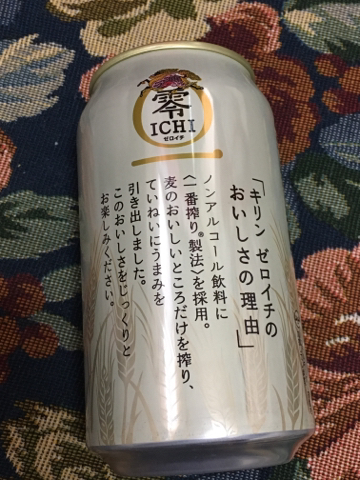 零
ICHI
ゼロイチ
「キリン ゼロイチの
おいしさの理由」
ノンアルコール飲料に
〈一番搾り®製法〉を採用。
麦のおいしいところだけを搾り、
ていねいにうまみを
引き出しました。
このおいしさをじっくりと
お楽しみください。